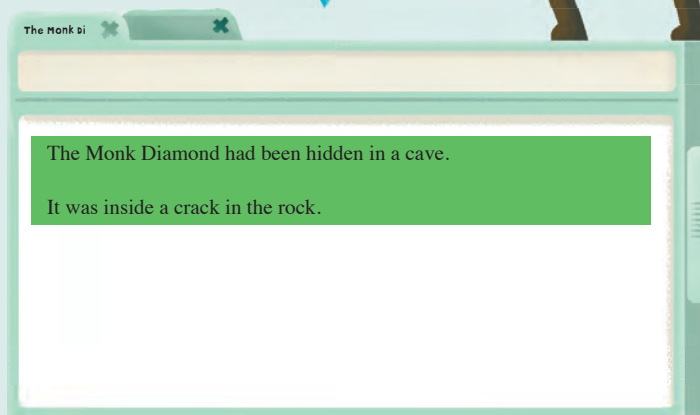 The Monk Di
The Monk Diamond had been hidden in a cave.
It was inside a crack in the rock.